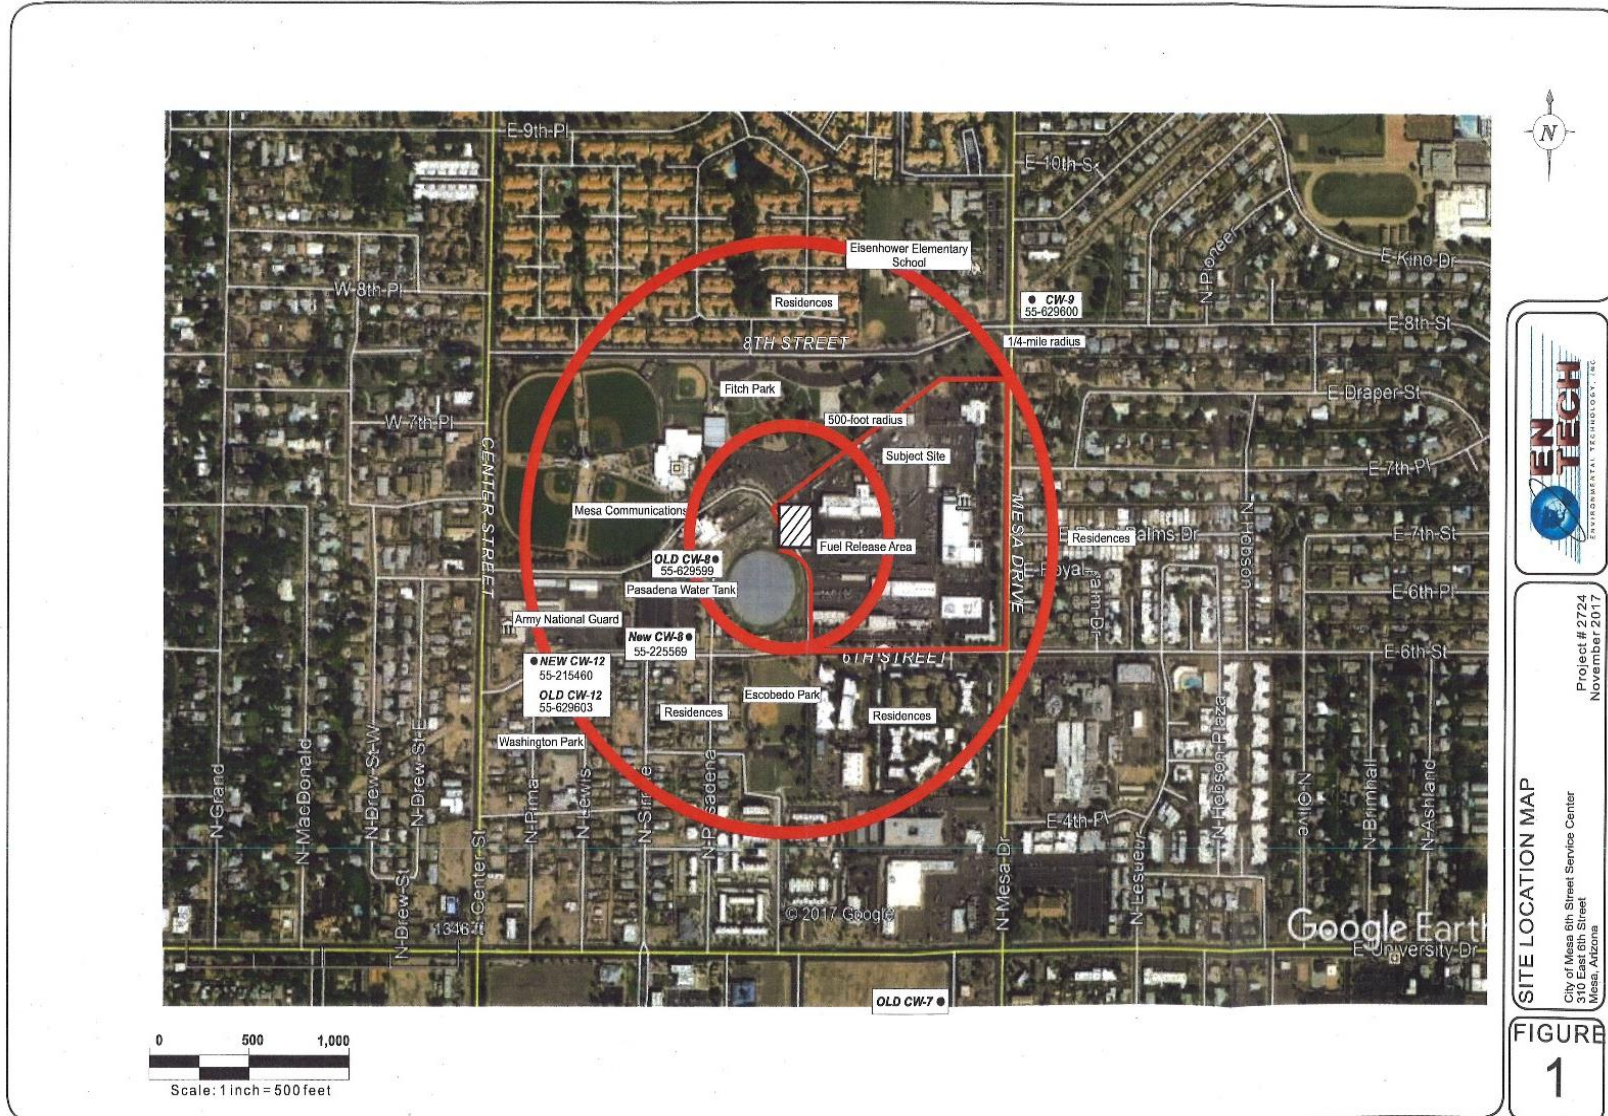 N
E 9th Pl
E 10th S
Eisenhower Elementary
School
E Kino Dr
N Pioneer
W 8th Pl
Residences
CW-9
55-629600
E 8th St
8TH STREET
1/4-mile radius
Fitch Park
E Draper St
W 7th Pl
500-foot radius
Subject Site
E 7th Pl
CENTER STREET
MESA DRIVE
N Hobson
Mesa Communications
Residences
alms Dr
E 7th St
Fuel Release Area
OLD CW-8
55-629599
E Royal
Palm Dr
Pasadena Water Tank
E 6th Pl
Army National Guard
New CW-8
55-225569
6TH STREET
E 6th St
NEW CW-12
55-215460
OLD CW-12
55-629603
Escobedo Park
Residences
Residences
Washington Park
N Grand
N MacDonald
N Drew St W
N Drew St E
N Drew St
N Center St
N Lewis
N Pasadena
N Mesa Dr
E 4th Pl
N Lesueur
N Hobson Plaza
N Olive
N Brimhall
N Ashland
1346 ft
© 2017 Google
Google Earth
E University Dr
OLD CW-7
0 500 1,000
Scale: 1 inch = 500 feet
EN
TECH
ENVIRONMENTAL TECHNOLOGY, INC.
Project # 2724
November 2017
SITE LOCATION MAP
City of Mesa 6th Street Service Center
310 East 6th Street
Mesa, Arizona
FIGURE
1